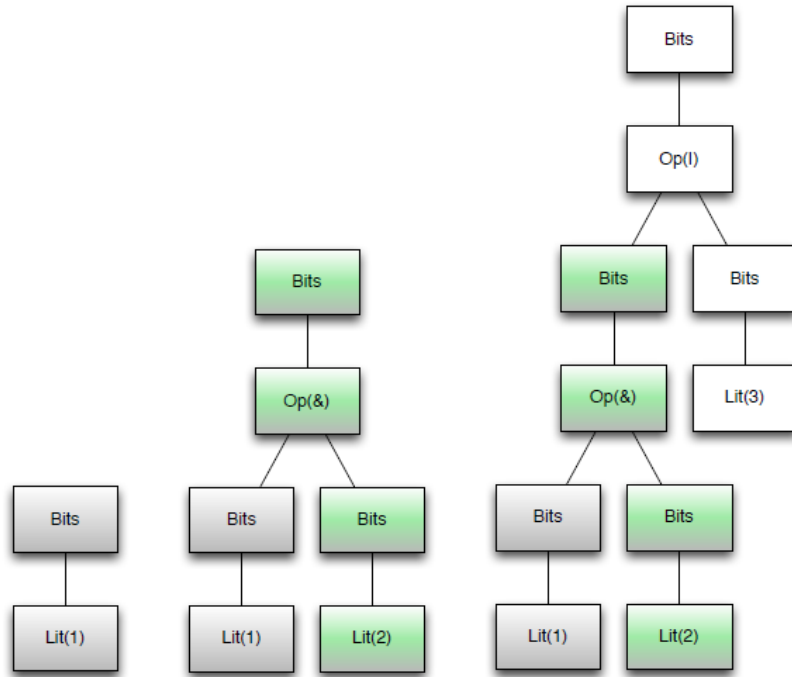 Bits
Op(I)
Bits
Bits
Bits
Op(&)
Op(&)
Lit(3)
Bits
Bits
Bits
Bits
Bits
Lit(1)
Lit(1)
Lit(2)
Lit(1)
Lit(2)